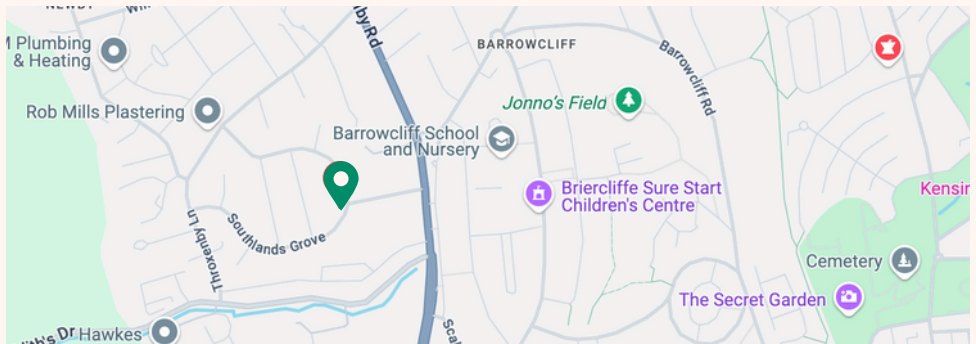 NEWBY
BARROWCLIFF
Plumbing
& Heating
Barrowcliff Rd
Jonno's Field
Rob Mills Plastering
Barrowcliff School
and Nursery
Briercliffe Sure Start
Children's Centre
Throxenby Ln
Southlands Grove
Cemetery
The Secret Garden
Hawkes